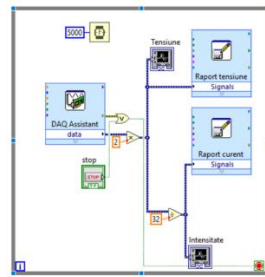 5000
Tensiune
Raport tensiune
Signals
DAQ Assistant
data
2
stop
STOP
Raport curent
Signals
32
Intensitate
i